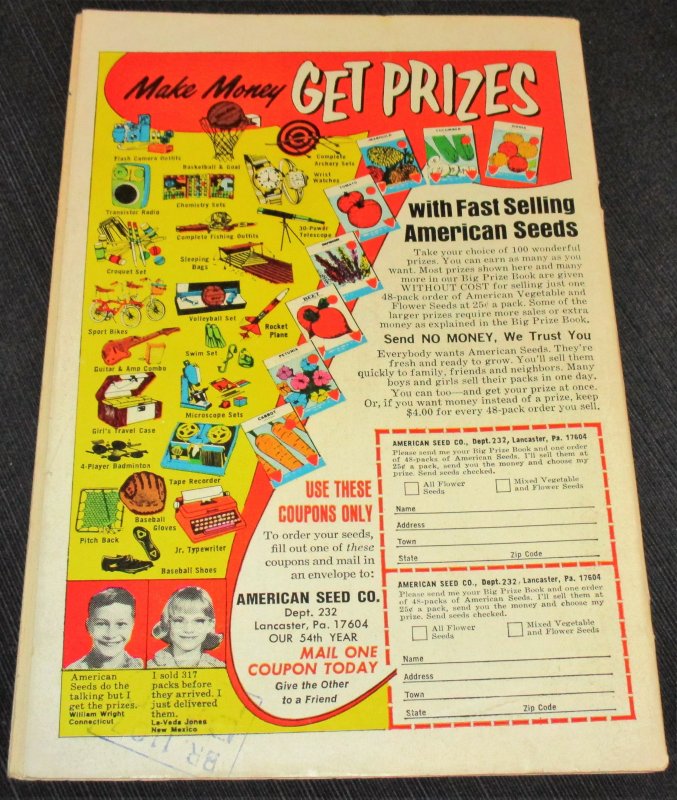 Make Money GET PRIZES
Flash Camera Outfits
Basketball & Goal
Complete
Archery Sets
MARIGOLD
CUCUMBER
ZINNIA
Transistor Radio
Chemistry Sets
Wrist
Watches
TOMATO
Complete Fishing Outfits
30-Power
Telescope
Croquet Set
Sleeping
Bags
BEET
Sport Bikes
Volleyball Set
Rocket
Plane
Swim Set
PETUNIA
Guitar & Amp Combo
Girl's Travel Case
Microscope Sets
CARROT
4-Player Badminton
Tape Recorder
Pitch Back
Baseball
Gloves
Jr. Typewriter
Baseball Shoes
with Fast Selling
American Seeds
Take your choice of 100 wonderful
prizes. You can earn as many as you
want. Most prizes shown here and many
more in our Big Prize Book are given
WITHOUT COST for selling just one
48-pack order of American Vegetable and
Flower Seeds at 25¢ a pack. Some of the
larger prizes require more sales or extra
money as explained in the Big Prize Book.
Send NO MONEY, We Trust You
Everybody wants American Seeds. They're
fresh and ready to grow. You'll sell them
quickly to family, friends and neighbors. Many
boys and girls sell their packs in one day.
You can too—and get your prize at once.
Or, if you want money instead of a prize, keep
$4.00 for every 48-pack order you sell.
USE THESE
COUPONS ONLY
To order your seeds,
fill out one of these
coupons and mail in
an envelope to:
AMERICAN SEED CO.
Dept. 232
Lancaster, Pa. 17604
OUR 54th YEAR
MAIL ONE
COUPON TODAY
Give the Other
to a Friend
AMERICAN SEED CO., Dept. 232, Lancaster, Pa. 17604
Please send me your Big Prize Book and one order
of 48-packs of American Seeds. I'll sell them at
25¢ a pack, send you the money and choose my
prize. Send seeds checked.
All Flower
Seeds
Mixed Vegetable
and Flower Seeds
Name
Address
Town
State Zip Code
AMERICAN SEED CO., Dept. 232, Lancaster, Pa. 17604
Please send me your Big Prize Book and one order
of 48-packs of American Seeds. I'll sell them at
25¢ a pack, send you the money and choose my
prize. Send seeds checked.
All Flower
Seeds
Mixed Vegetable
and Flower Seeds
Name
Address
Town
State Zip Code
American
Seeds do the
talking but I
get the prizes.
William Wright
Connecticut
I sold 317
packs before
they arrived. I
just delivered
them.
La-Veda Jones
New Mexico